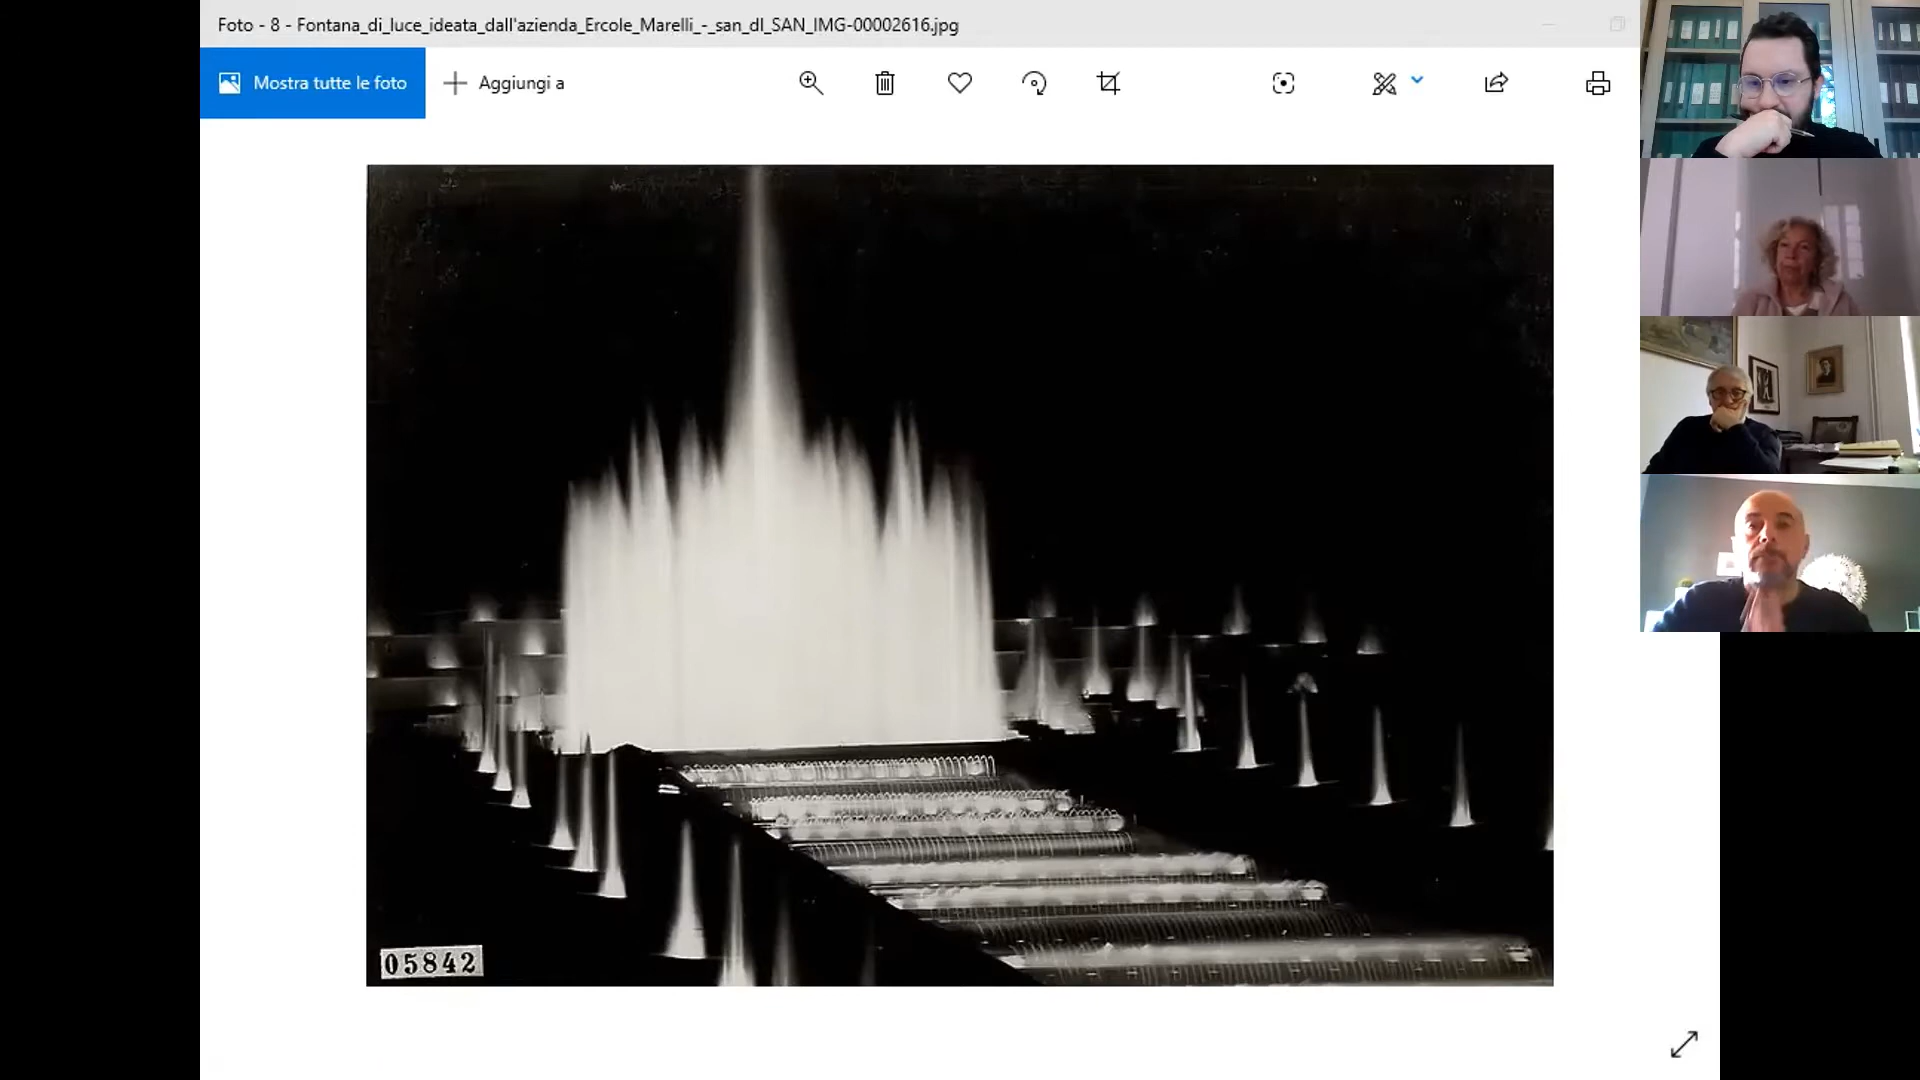 Foto - 8 - Fontana_di_luce_ideata_dall'azienda_Ercole_Marelli_-_san_dl_SAN_IMG-00002616.jpg
Mostra tutte le foto
Aggiungi a
05842